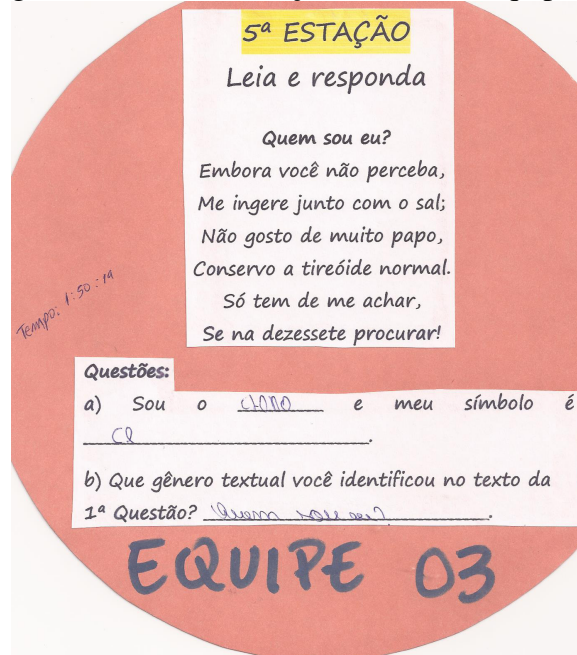 5ª ESTAÇÃO
Leia e responda
Quem sou eu?
Embora você não perceba,
Me ingere junto com o sal;
Não gosto de muito papo,
Conservo a tireóide normal.
Só tem de me achar,
Se na dezessete procurar!
Tempo: 1:50:19
Questões:
a) Sou o cloro e meu símbolo é
Cl.
b) Que gênero textual você identificou no texto da
1ª Questão? Quem sou eu?.
EQUIPE 03